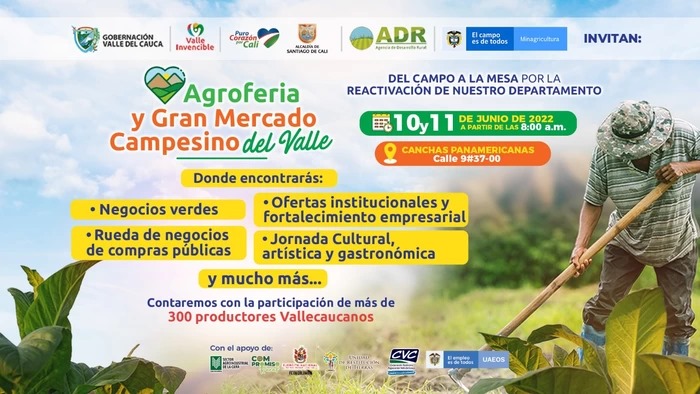 GOBERNACIÓN
VALLE DEL CAUCA
Valle
Invencible
Puro
Corazón
por Cali
ALCALDÍA DE
SANTIAGO DE CALI
ADR
Agencia de Desarrollo Rural
El campo
es de todos
Minagricultura
INVITAN:
Agroferia
y Gran Mercado
Campesino del Valle
DEL CAMPO A LA MESA POR LA
REACTIVACIÓN DE NUESTRO DEPARTAMENTO
10 y 11 DE JUNIO DE 2022
A PARTIR DE LAS 8:00 a.m.
CANCHAS PANAMERICANAS
Calle 9#37-00
Donde encontrarás:
• Negocios verdes
• Ofertas institucionales y
fortalecimiento empresarial
• Rueda de negocios
de compras públicas
• Jornada Cultural,
artística y gastronómica
y mucho más...
Contaremos con la participación de más de
300 productores Vallecaucanos
Con el apoyo de:
COMPROMISO
CVC
El empleo
es de todos
UAEOS